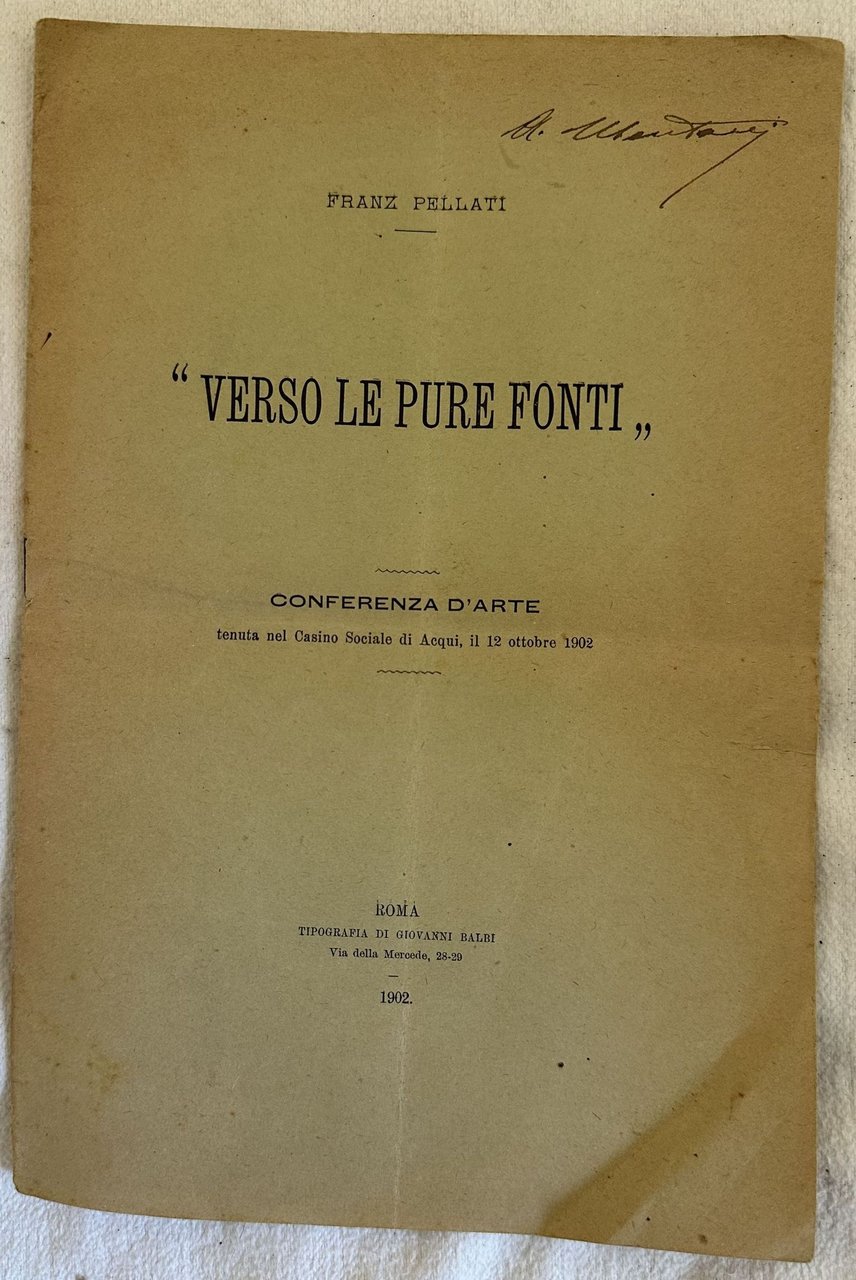 FRANZ PELLATI
“ VERSO LE PURE FONTI „
CONFERENZA D'ARTE
tenuta nel Casino Sociale di Acqui, il 12 ottobre 1902
ROMA
TIPOGRAFIA DI GIOVANNI BALBI
Via della Mercede, 28-29
—
1902.